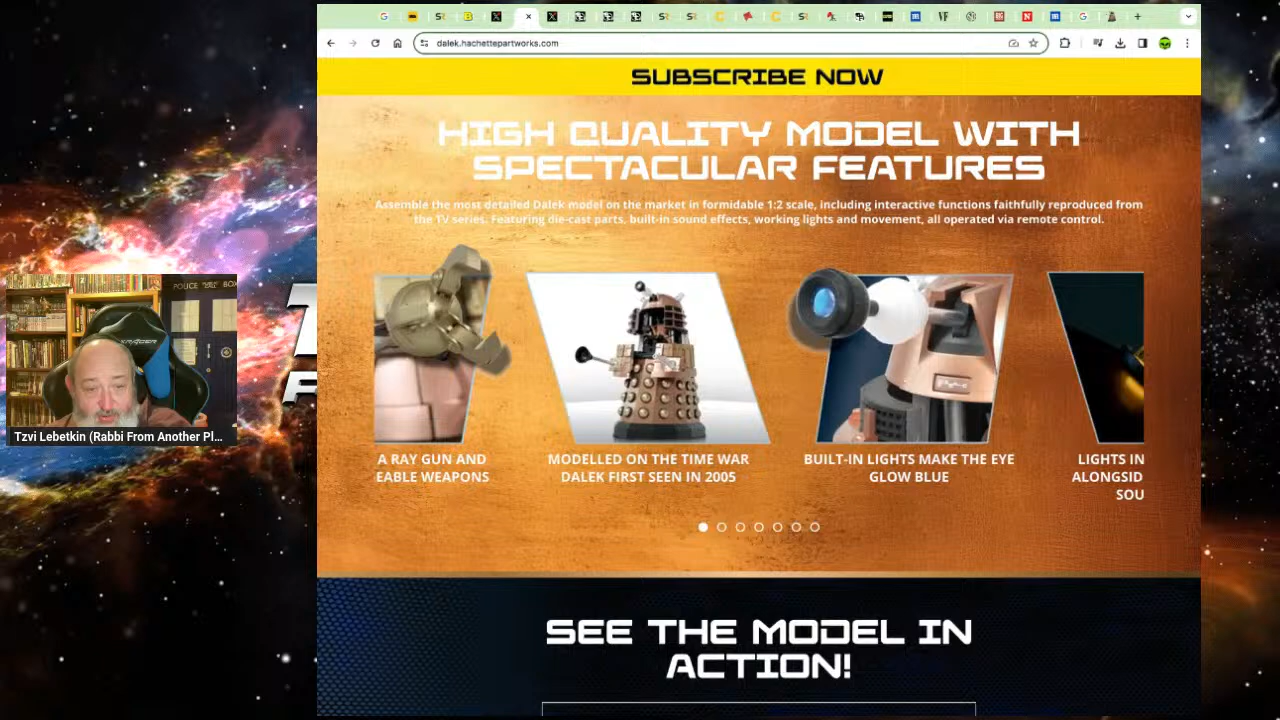 dalek.hachettepartworks.com
SUBSCRIBE NOW
HIGH QUALITY MODEL WITH
SPECTACULAR FEATURES
Assemble the most detailed Dalek model on the market in formidable 1:2 scale, including interactive functions faithfully reproduced from
the TV series. Featuring die-cast parts, built-in sound effects, working lights and movement, all operated via remote control.
POLICE BOX
Tzvi Lebetkin (Rabbi From Another Pl...
A RAY GUN AND
EABLE WEAPONS
MODELLED ON THE TIME WAR
DALEK FIRST SEEN IN 2005
BUILT-IN LIGHTS MAKE THE EYE
GLOW BLUE
LIGHTS IN
ALONGSID
SOU
SEE THE MODEL IN
ACTION!